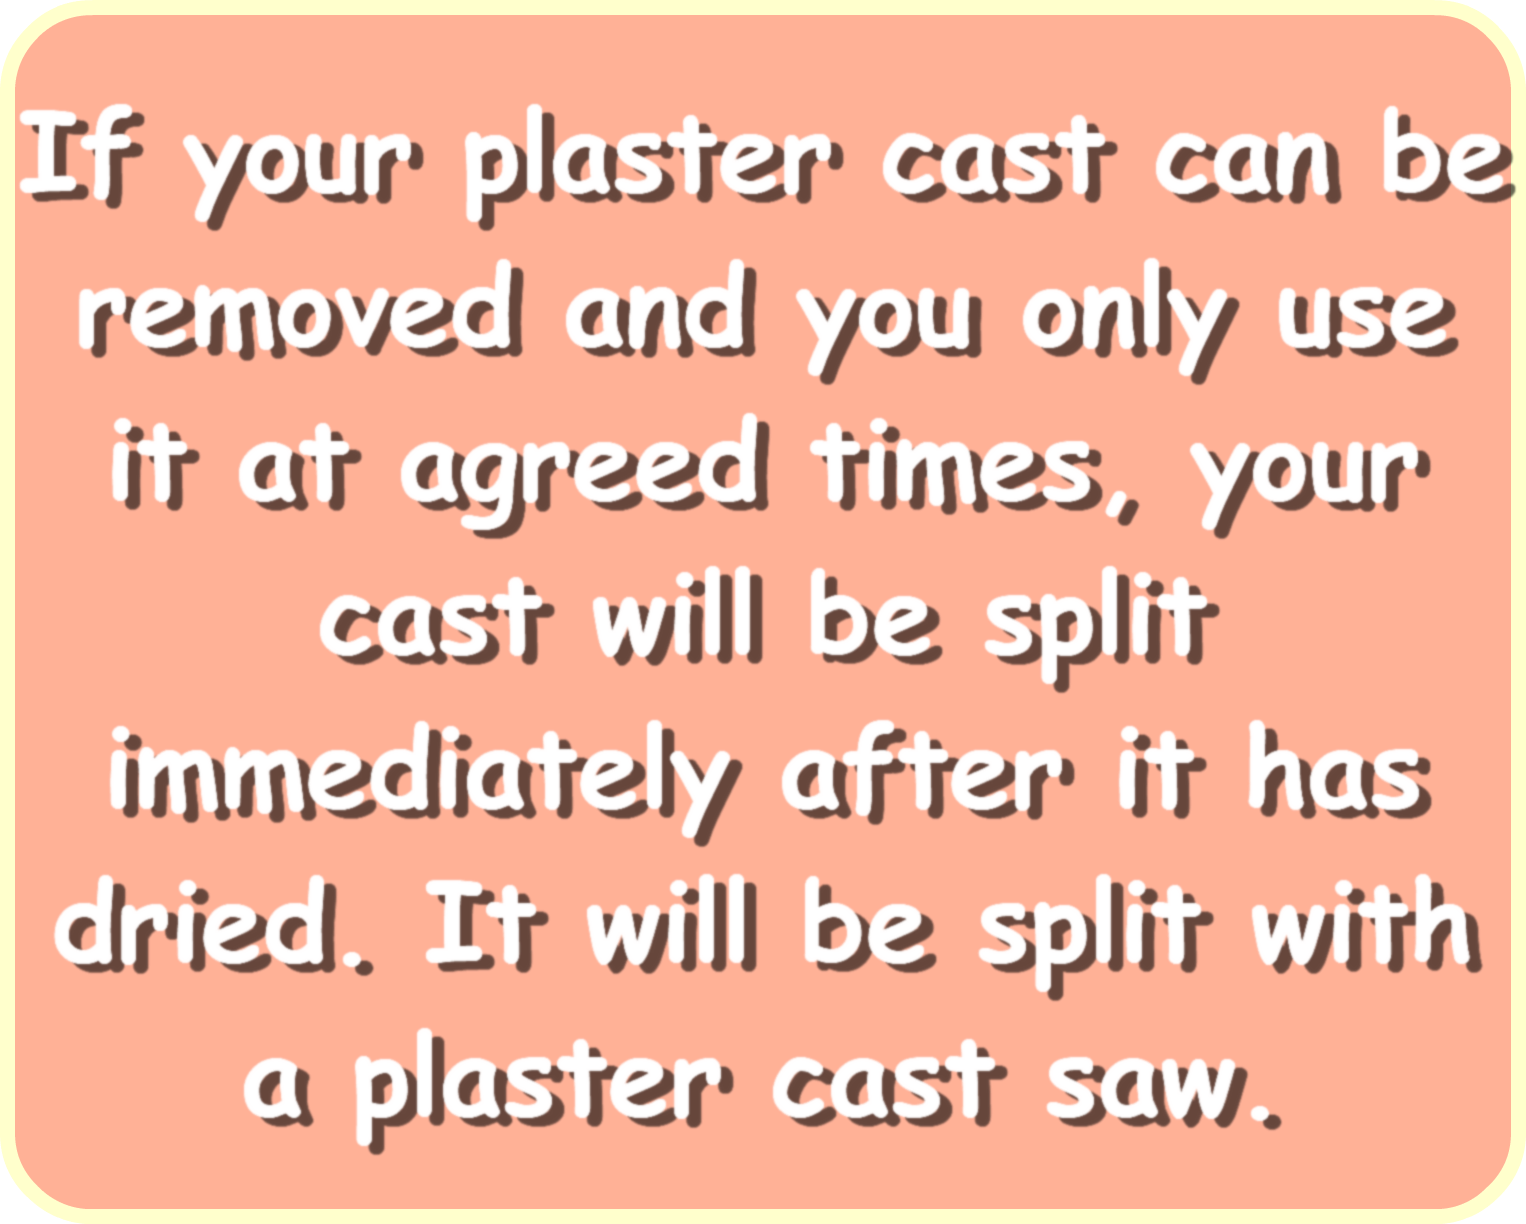 If your plaster cast can be
removed and you only use
it at agreed times, your
cast will be split
immediately after it has
dried. It will be split with
a plaster cast saw.